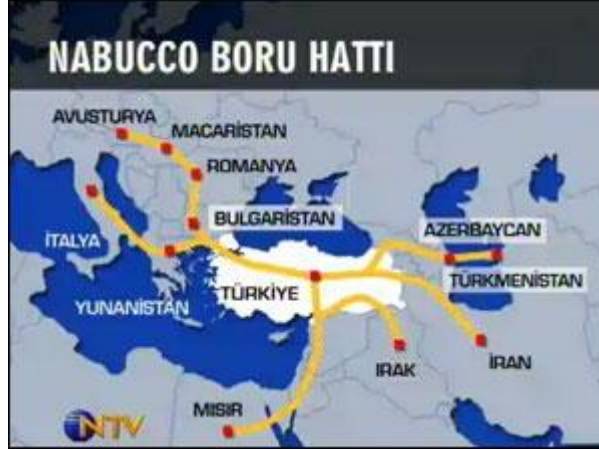 NABUCCO BORU HATTI
AVUSTURYA
MACARİSTAN
ROMANYA
BULGARİSTAN
AZERBAYCAN
İTALYA
TÜRKMENİSTAN
TÜRKİYE
YUNANİSTAN
İRAN
IRAK
MISIR
NTV